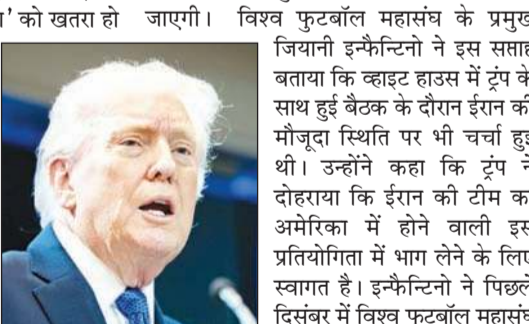 ' को खतरा हो
जाएगी।
विश्व फुटबॉल महासंघ के प्रमुख
जियानी इन्फैन्टिनो ने इस सप्ताह
बताया कि व्हाइट हाउस में ट्रंप के
साथ हुई बैठक के दौरान ईरान की
मौजूदा स्थिति पर भी चर्चा हुई
थी। उन्होंने कहा कि ट्रंप ने
दोहराया कि ईरान की टीम का
अमेरिका में होने वाली इस
प्रतियोगिता में भाग लेने के लिए
स्वागत है। इन्फैन्टिनो ने पिछले
दिसंबर में विश्व फुटबॉल महासंघ